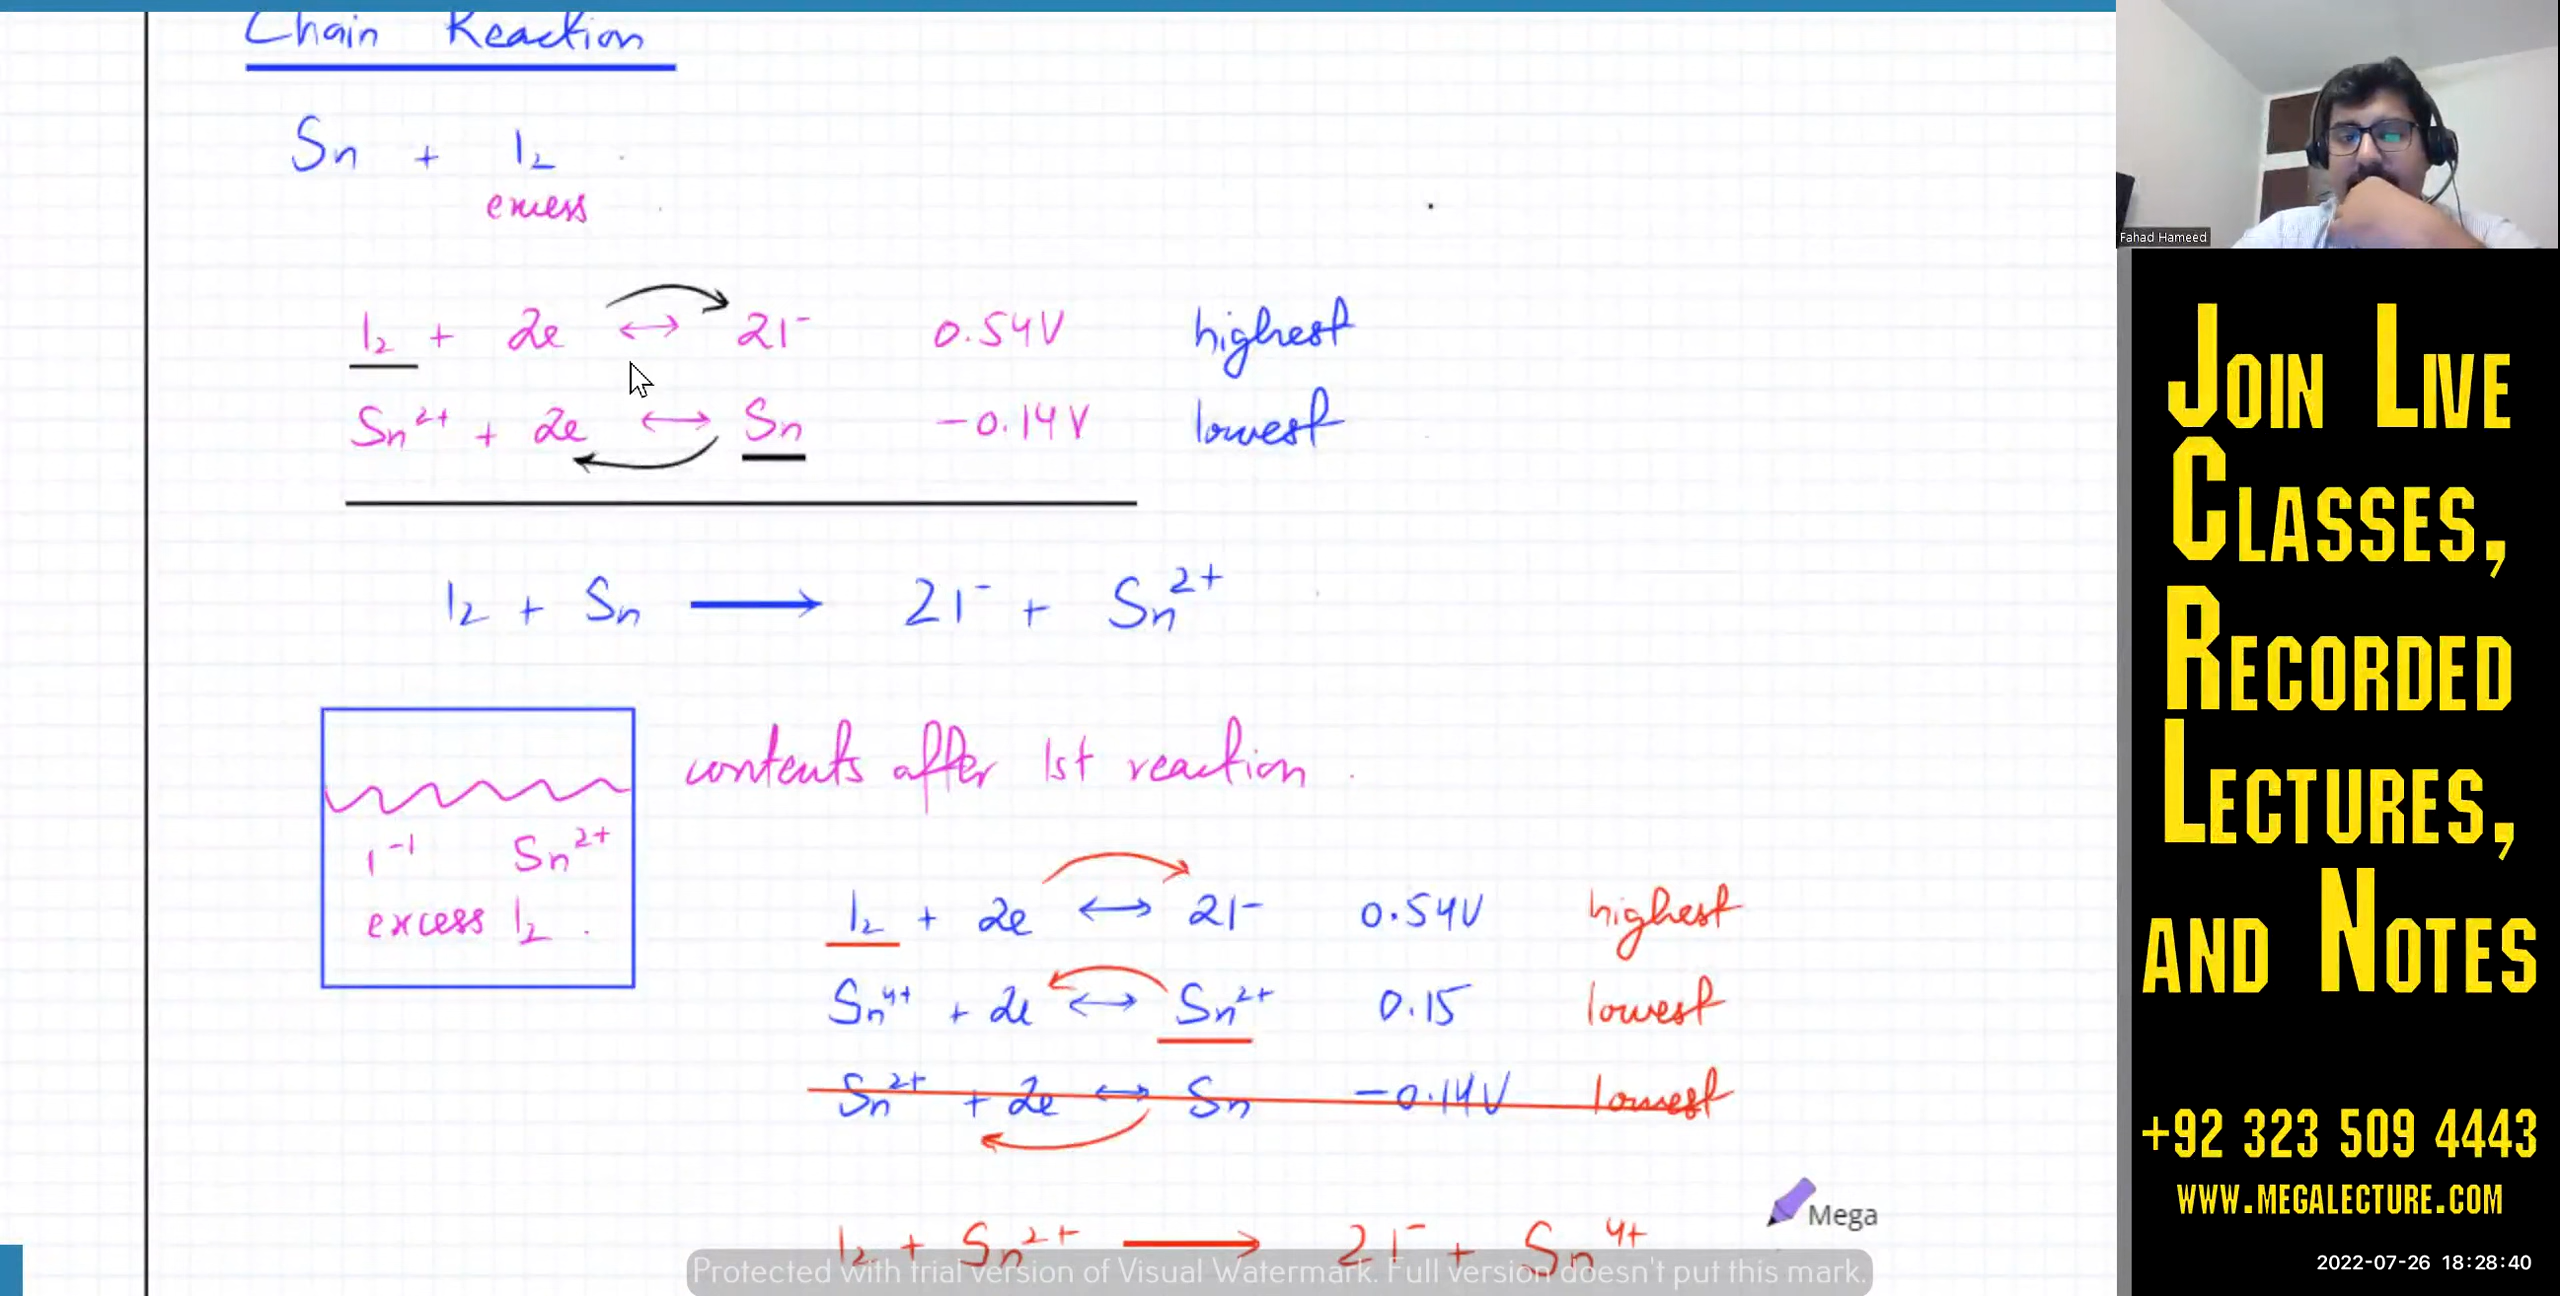 Chain Reaction
Sn + I₂
excess
I₂ + 2e ↔ 2I⁻ 0.54V highest
Sn²⁺ + 2e ↔ Sn -0.14V lowest
I₂ + Sn → 2I⁻ + Sn²⁺
contents after 1st reaction.
I⁻¹ Sn²⁺
excess I₂.
I₂ + 2e ↔ 2I⁻ 0.54V highest
Sn⁴⁺ + 2e ↔ Sn²⁺ 0.15 lowest
Sn²⁺ + 2e ↔ Sn -0.14V lowest
I₂ + Sn²⁺ → 2I⁻ + Sn⁴⁺
Mega
Protected with trial version of Visual Watermark. Full version doesn't put this mark.
Fahad Hameed
JOIN LIVE
CLASSES,
RECORDED
LECTURES,
AND NOTES
+92 323 509 4443
WWW.MEGALECTURE.COM
2022-07-26 18:28:40